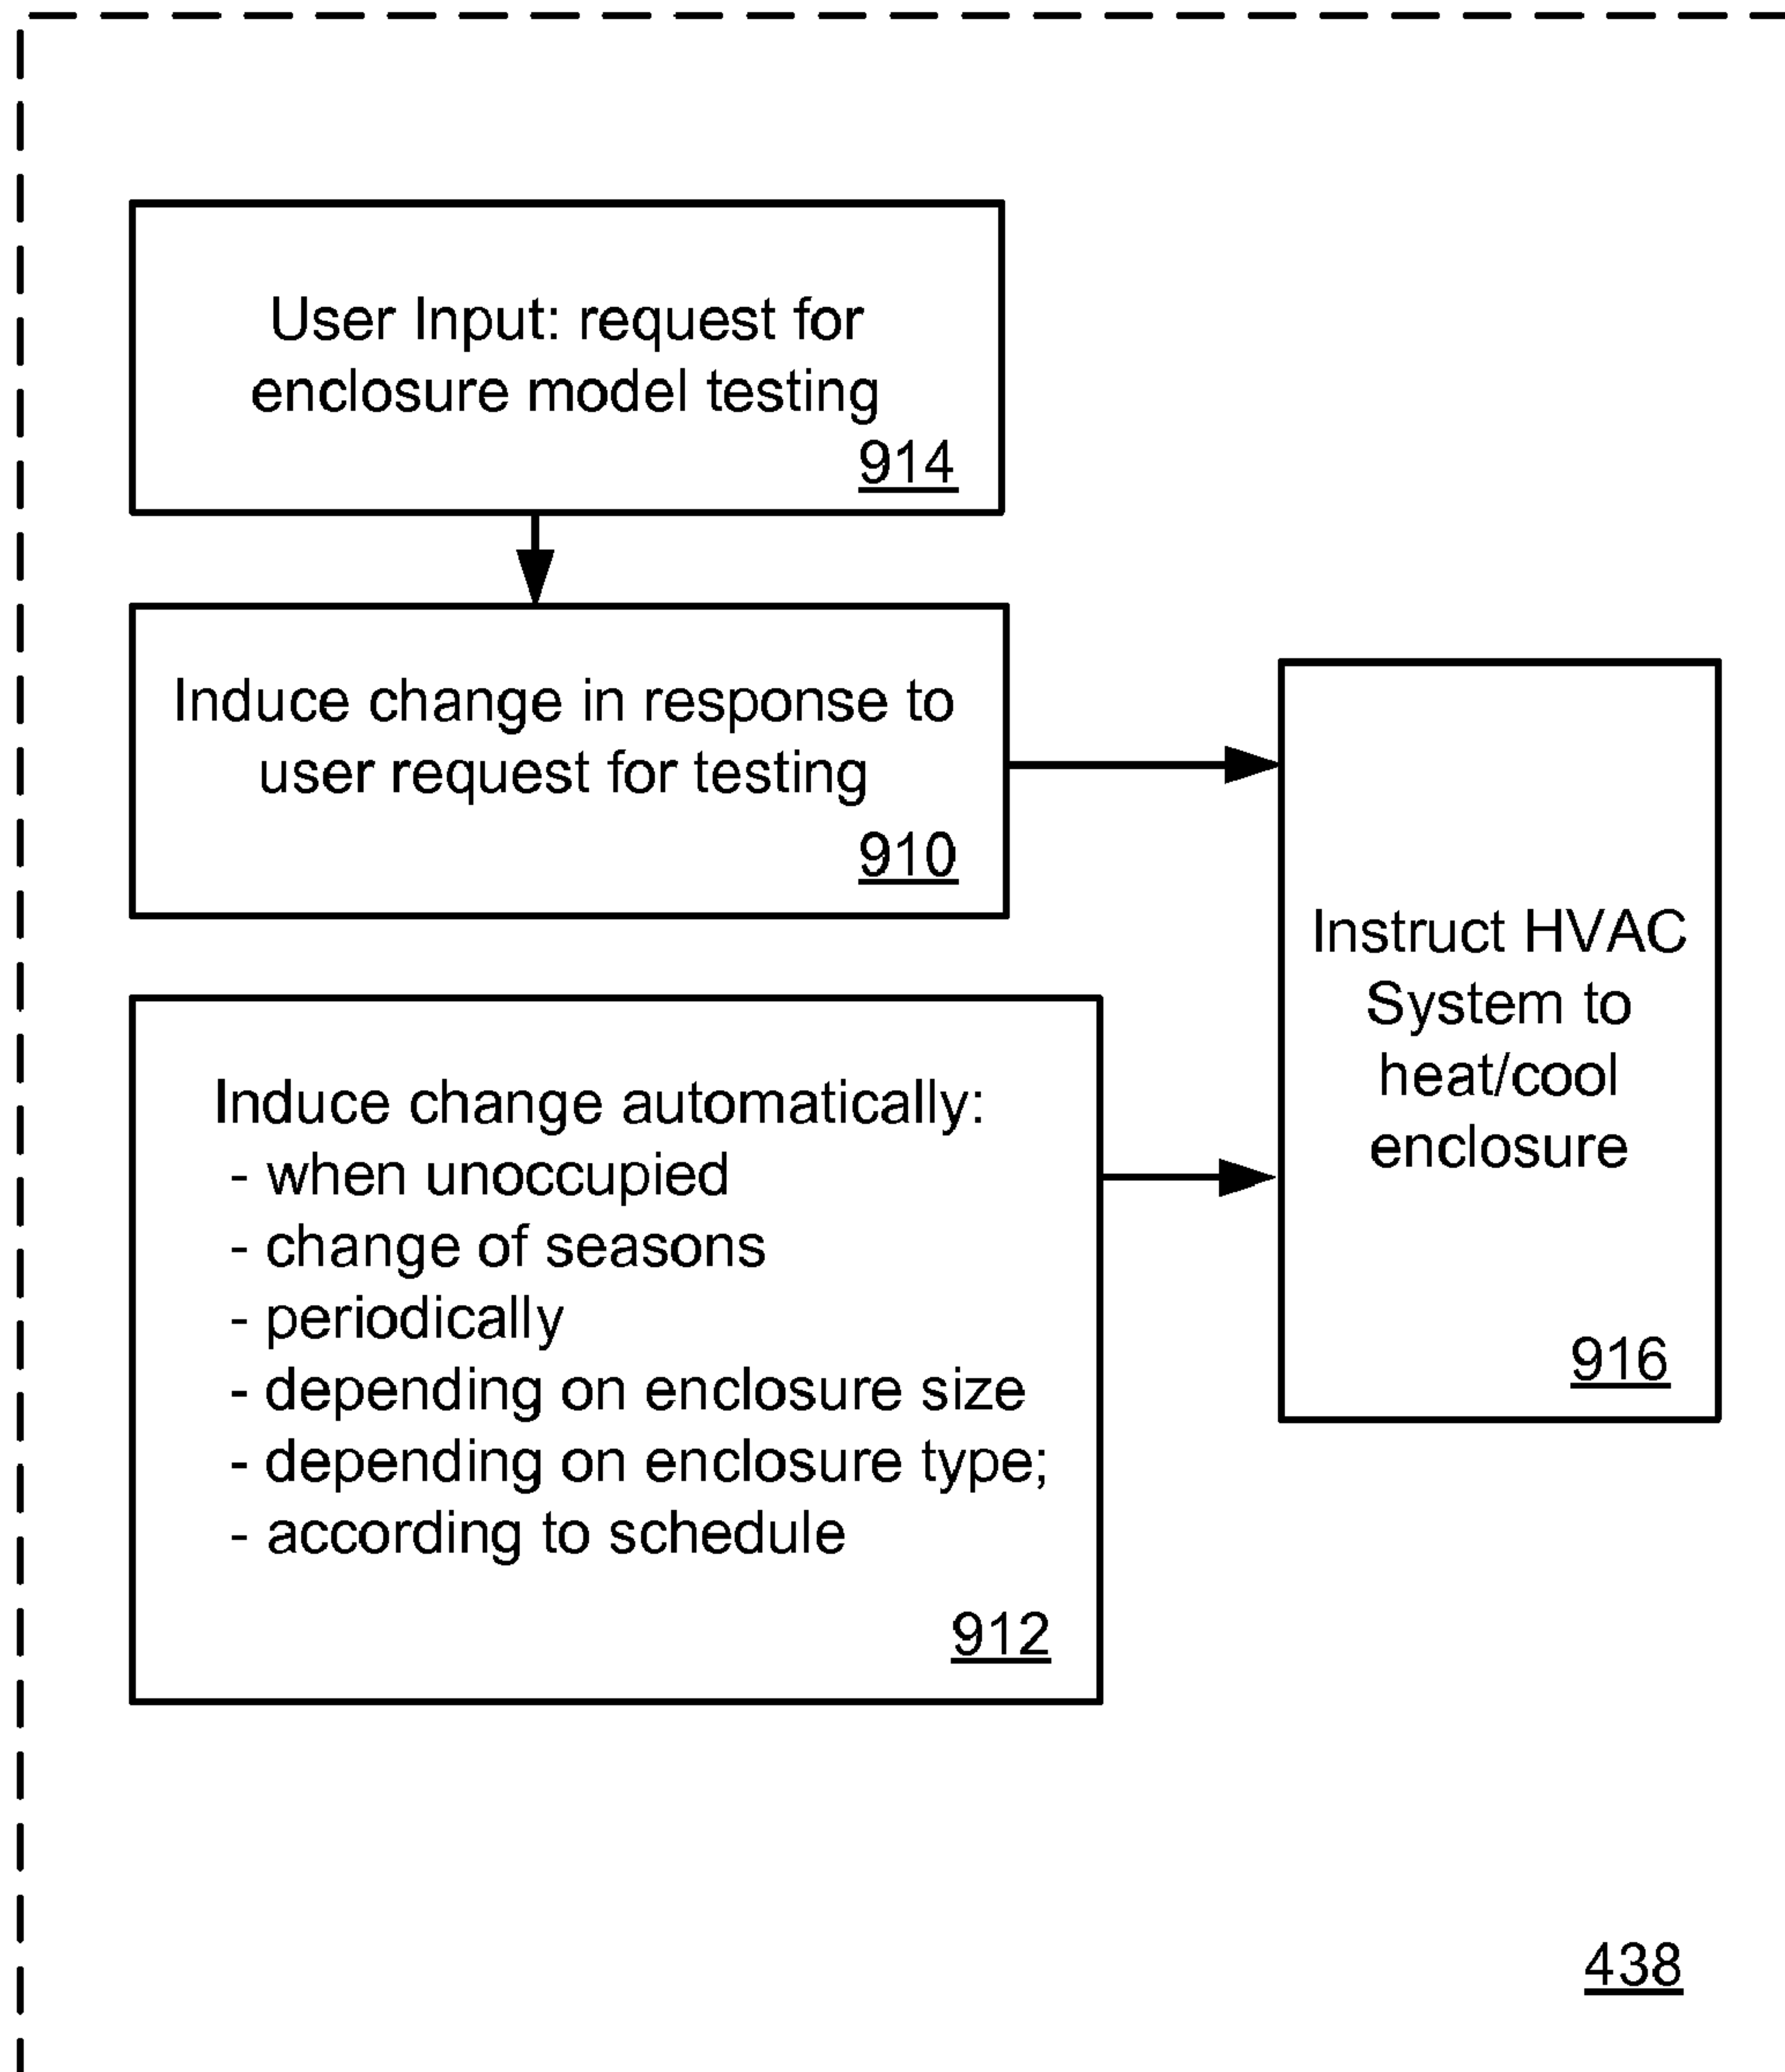 User Input: request for
enclosure model testing
914
Induce change in response to
user request for testing
910
Induce change automatically:
- when unoccupied
- change of seasons
- periodically
- depending on enclosure size
- depending on enclosure type;
- according to schedule
912
Instruct HVAC
System to
heat/cool
enclosure
916
438